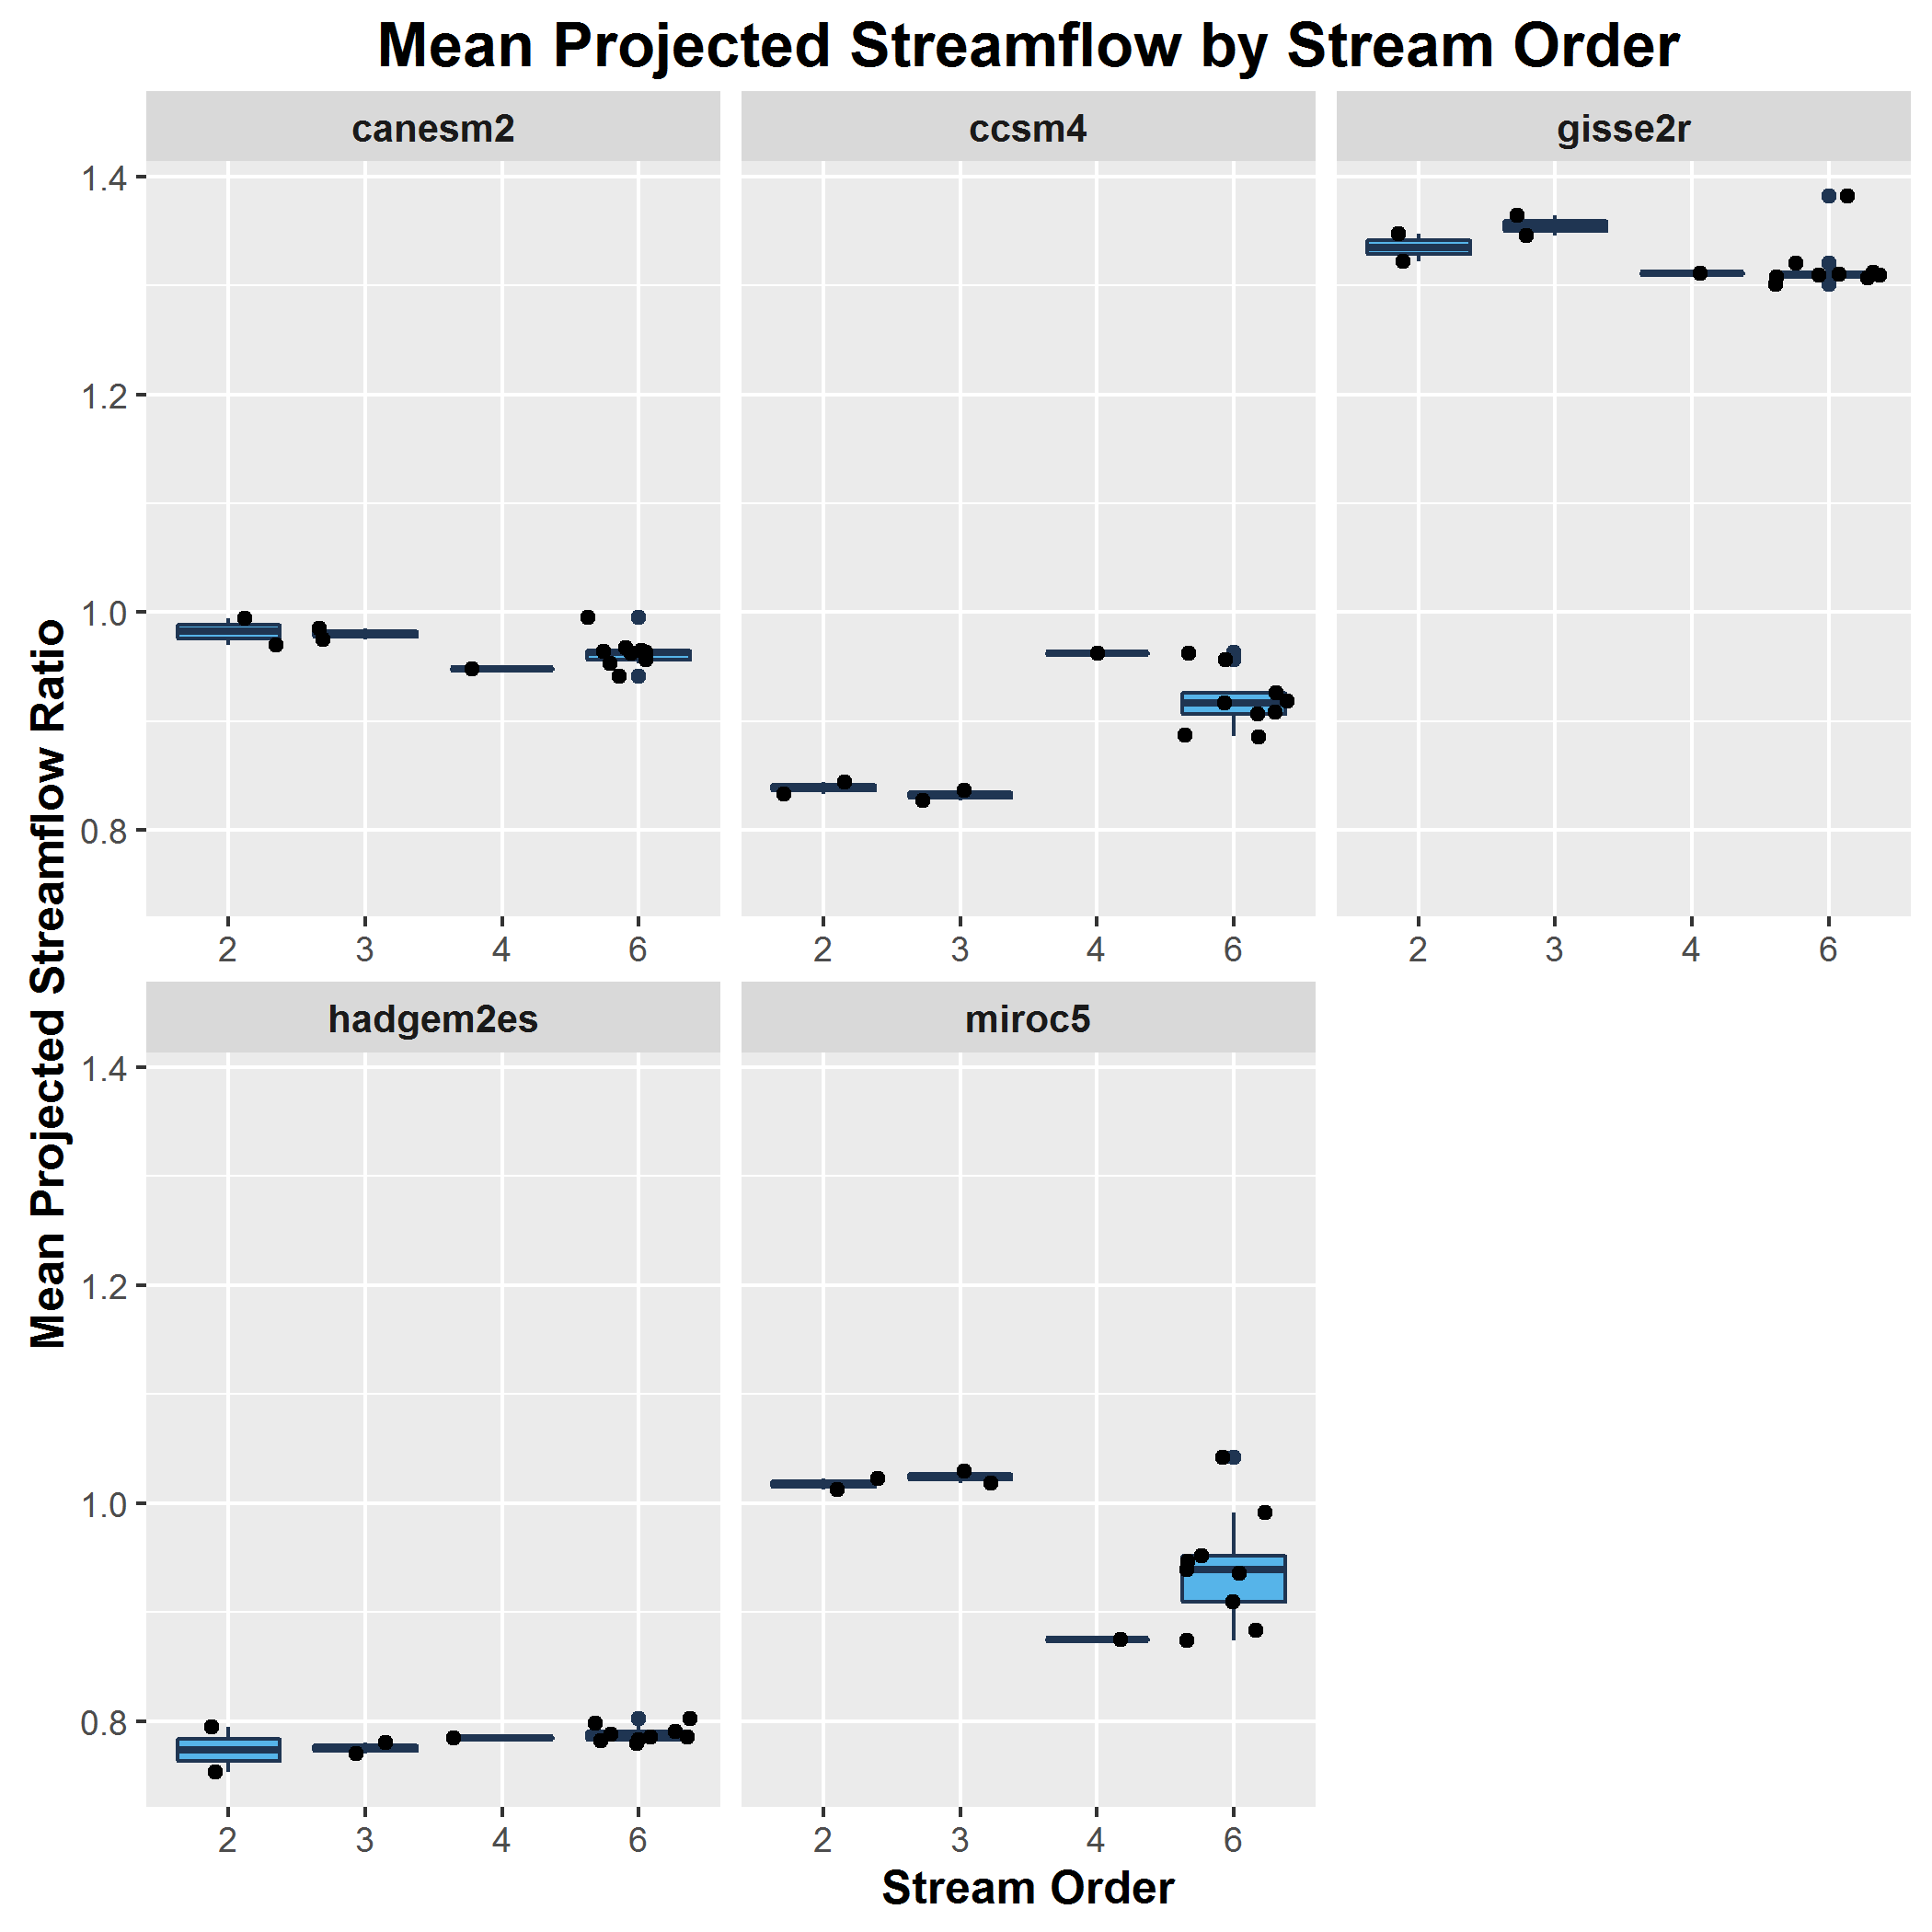 Mean Projected Streamflow by Stream Order
canesm2
ccsm4
gisse2r
1.4
1.2
1.0
0.8
2 3 4 6
2 3 4 6
2 3 4 6
Mean Projected Streamflow Ratio
hadgem2es
miroc5
1.4
1.2
1.0
0.8
2 3 4 6
2 3 4 6
Stream Order